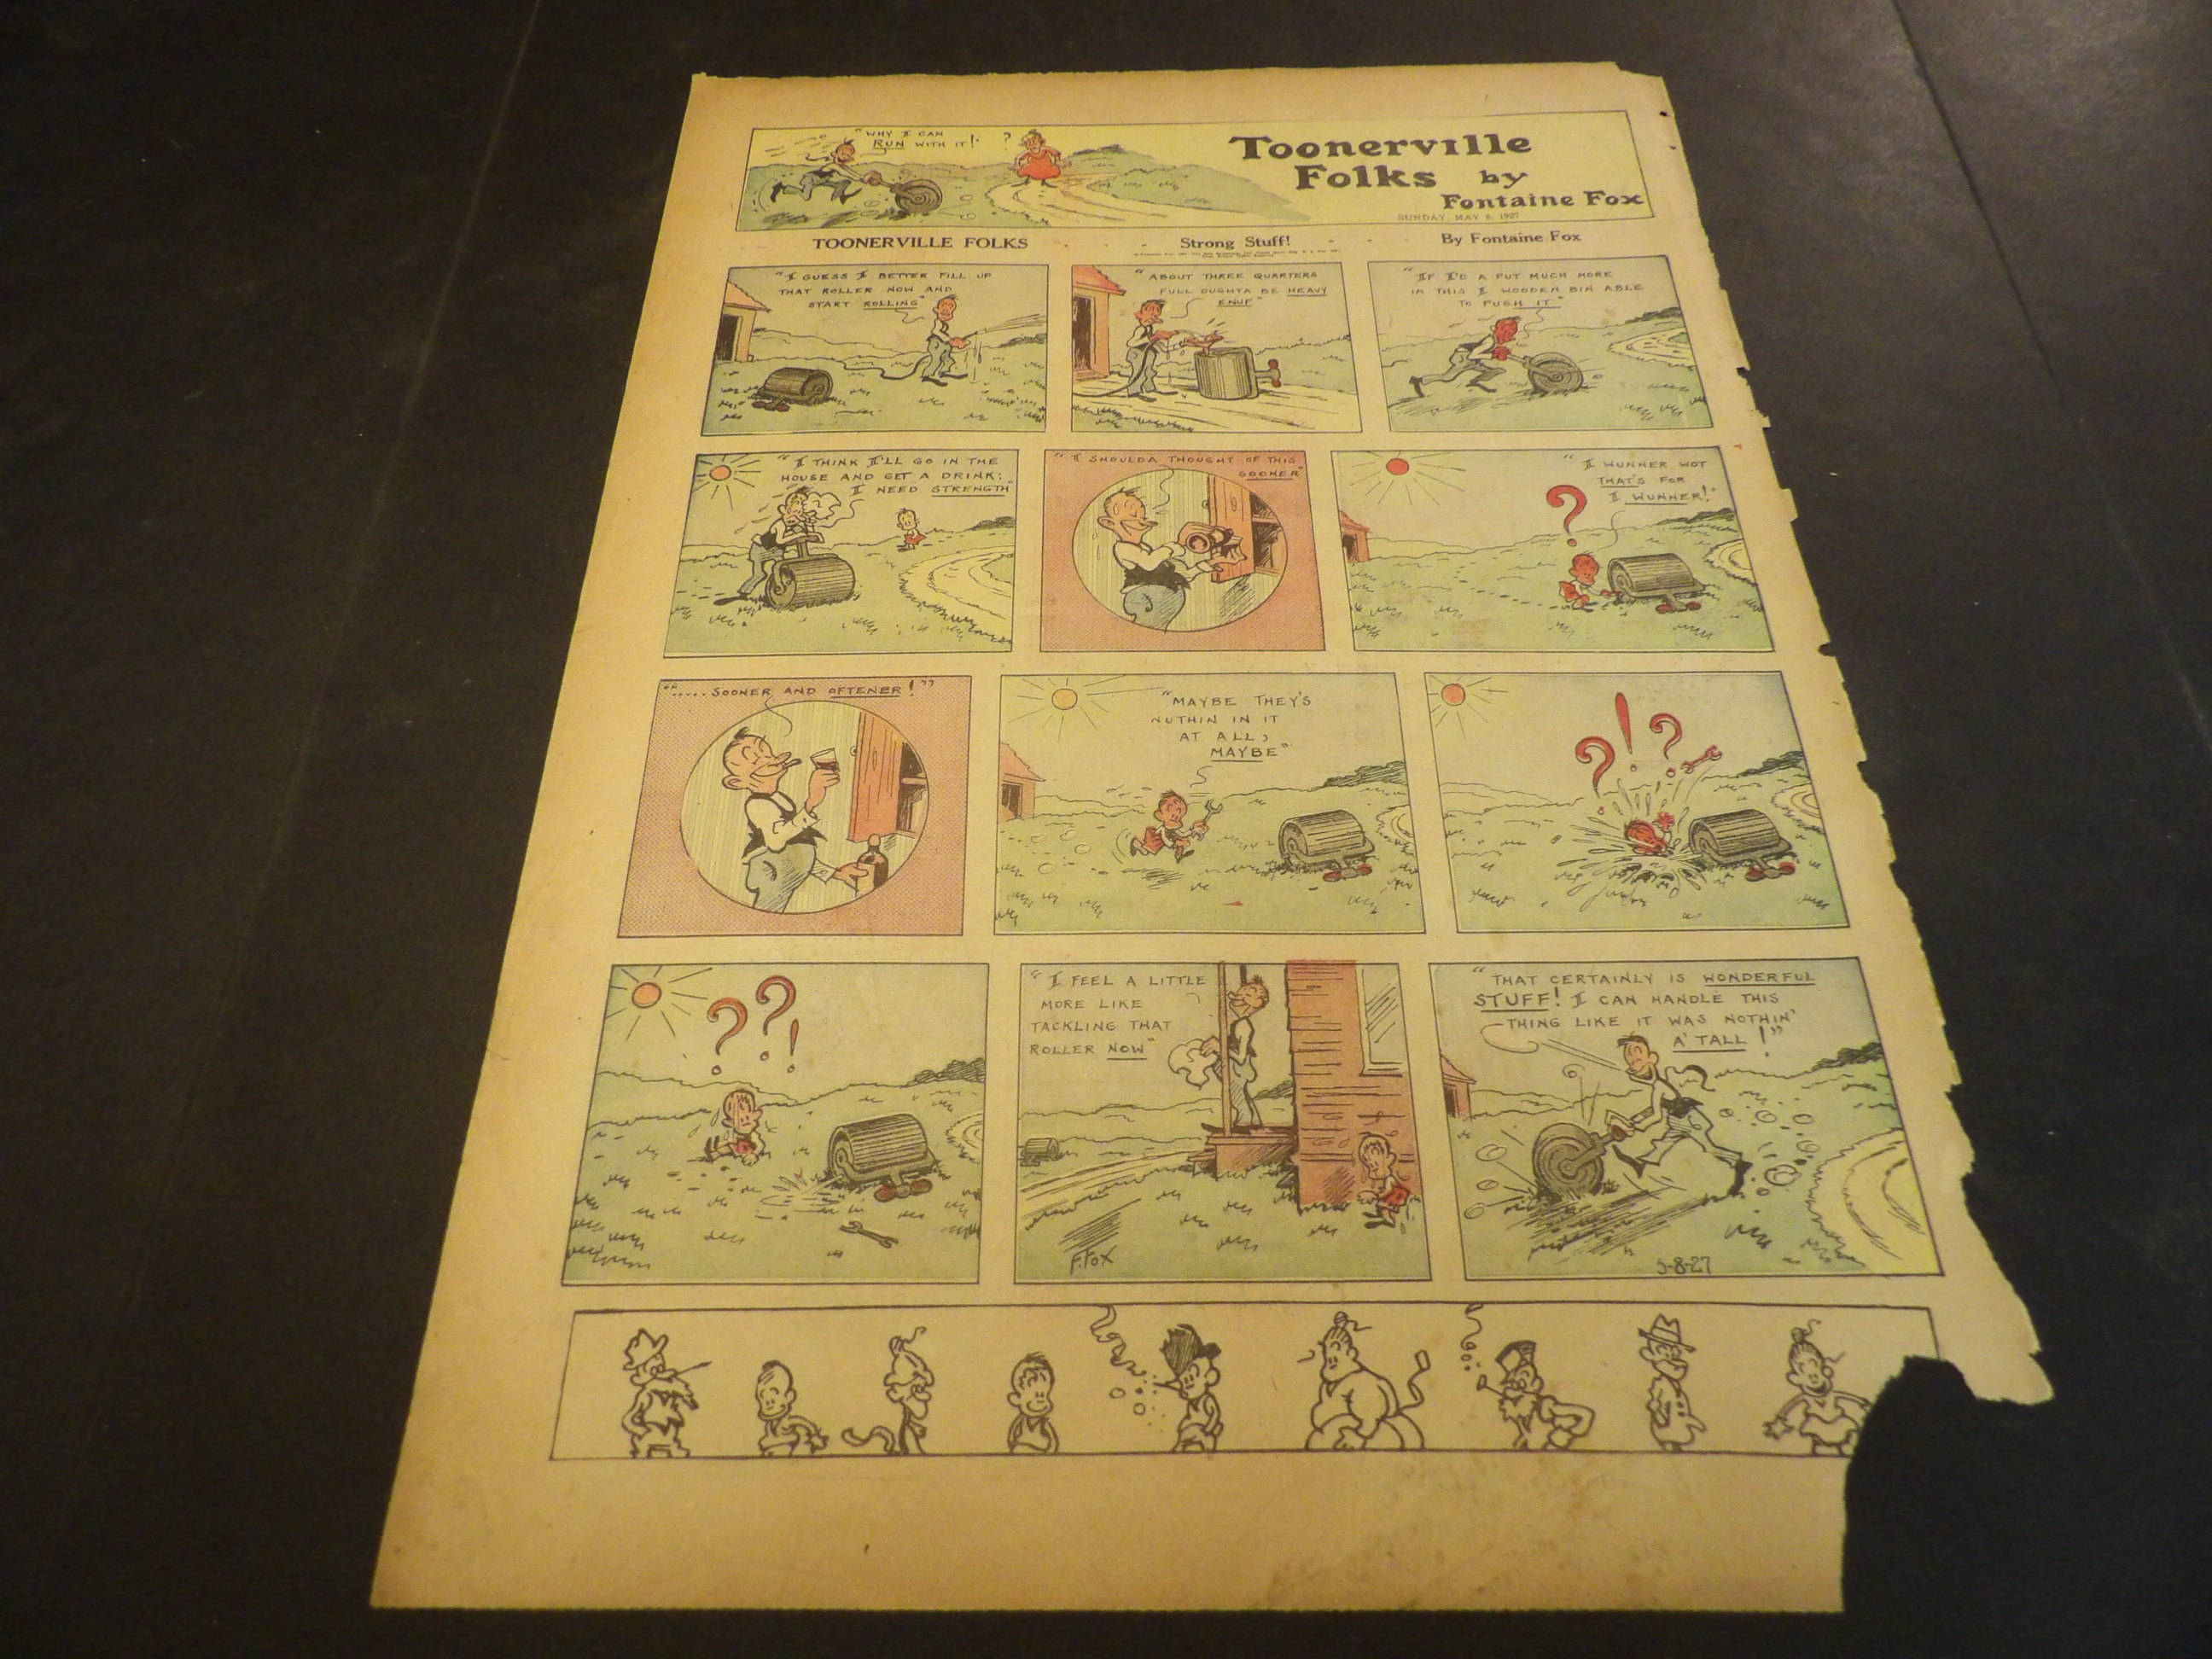 "WHY I CAN
RUN WITH IT!
?
Toonerville
Folks by
Fontaine Fox
SUNDAY, MAY 8, 1927
TOONERVILLE FOLKS - - - Strong Stuff! - - By Fontaine Fox
"I GUESS I BETTER FILL UP
THAT ROLLER NOW AND
START ROLLING"
"ABOUT THREE QUARTERS
FULL OUGHTA BE HEAVY
ENUF"
"IF I'D A PUT MUCH MORE
IN THIS I WOODEN BIN ABLE
TO PUSH IT"
"I THINK I'LL GO IN THE
HOUSE AND GET A DRINK;
I NEED STRENGTH"
"I SHOULDA THOUGHT OF THIS
SOONER"
"I WUNNER WOT
THAT'S FOR
I WUNNER!"
?
"..... SOONER AND OFTENER!"
"MAYBE THEY'S
NUTHIN IN IT
AT ALL,
MAYBE"
?!?
??!
"I FEEL A LITTLE
MORE LIKE
TACKLING THAT
ROLLER NOW"
F. FOX
"THAT CERTAINLY IS WONDERFUL
STUFF! I CAN HANDLE THIS
THING LIKE IT WAS NOTHIN'
A' TALL!"
5-8-27